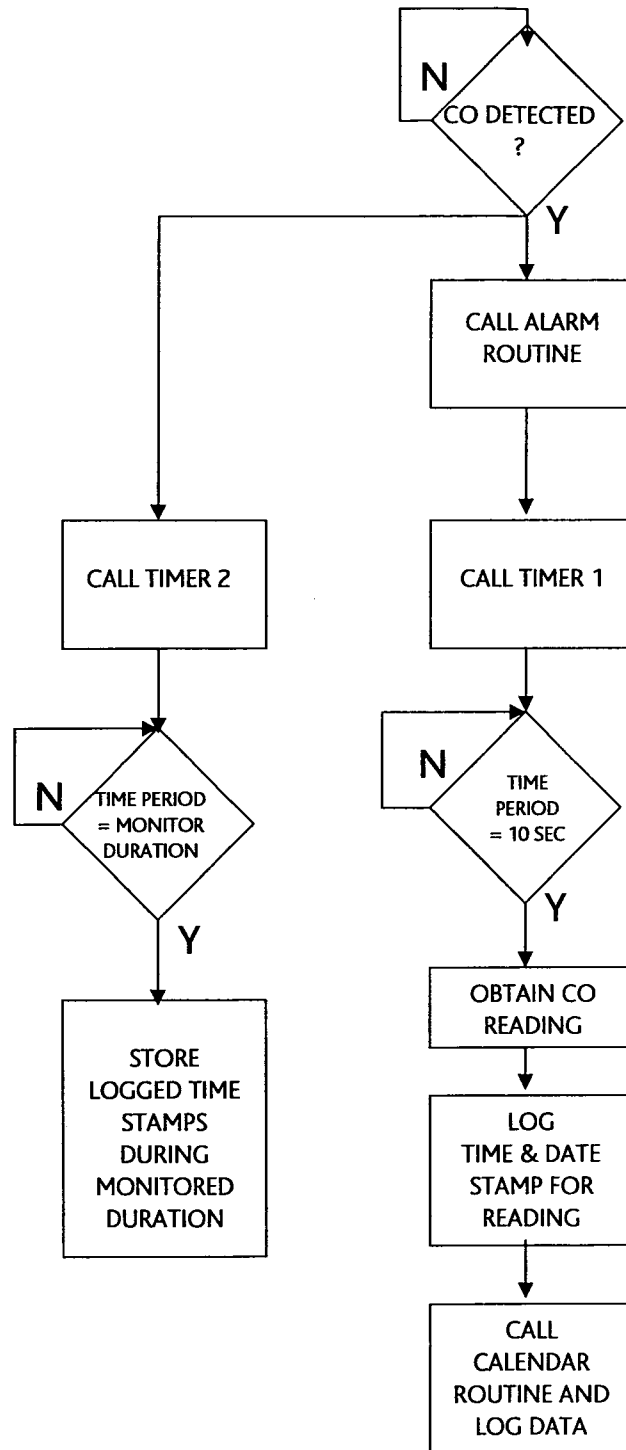 N
CO DETECTED
?
Y
CALL ALARM
ROUTINE
CALL TIMER 2
CALL TIMER 1
N
TIME PERIOD
= MONITOR
DURATION
Y
N
TIME
PERIOD
= 10 SEC
Y
STORE
LOGGED TIME
STAMPS
DURING
MONITORED
DURATION
OBTAIN CO
READING
LOG
TIME & DATE
STAMP FOR
READING
CALL
CALENDAR
ROUTINE AND
LOG DATA